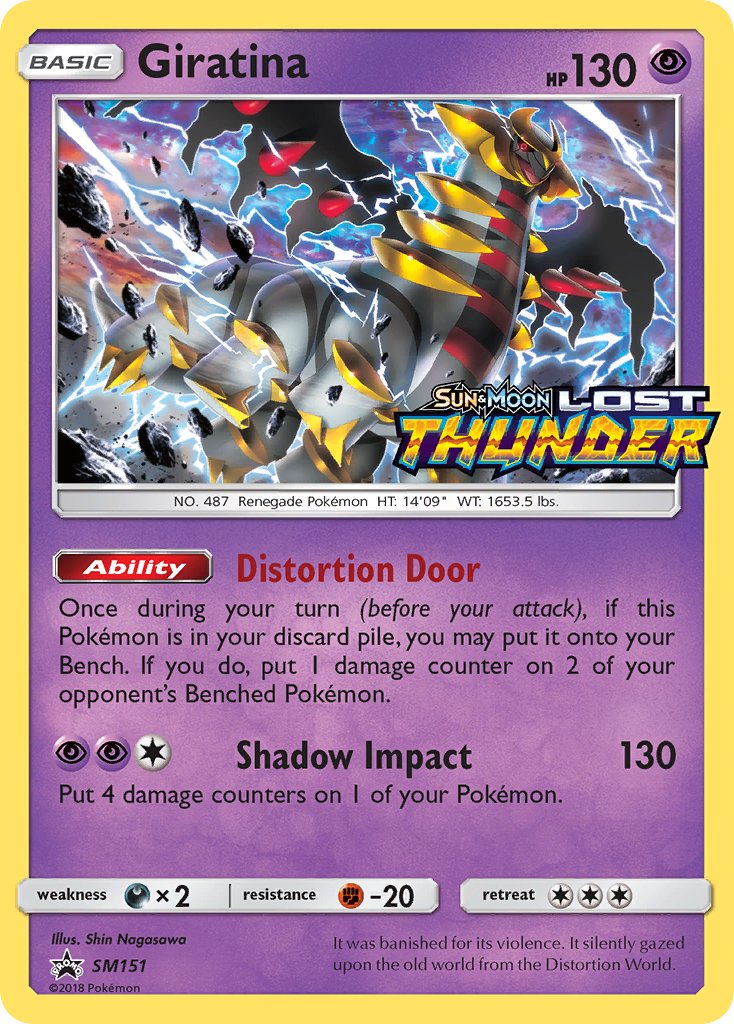 BASIC Giratina HP 130
SUN & MOON LOST
THUNDER
NO. 487 Renegade Pokémon HT: 14'09" WT: 1653.5 lbs.
Ability Distortion Door
Once during your turn (before your attack), if this
Pokémon is in your discard pile, you may put it onto your
Bench. If you do, put 1 damage counter on 2 of your
opponent's Benched Pokémon.
Shadow Impact 130
Put 4 damage counters on 1 of your Pokémon.
weakness ×2 resistance -20 retreat
Illus. Shin Nagasawa
PROMO SM151
©2018 Pokémon
It was banished for its violence. It silently gazed
upon the old world from the Distortion World.